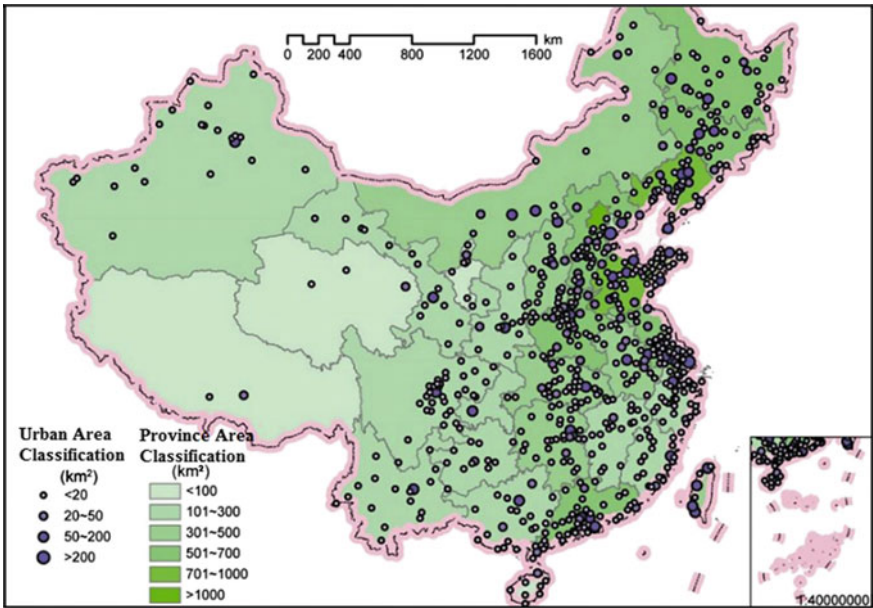 km
0 200 400 800 1200 1600
Urban Area
Classification
(km²)
<20
20~50
50~200
>200
Province Area
Classification
(km²)
<100
101~300
301~500
501~700
701~1000
>1000
1:40000000